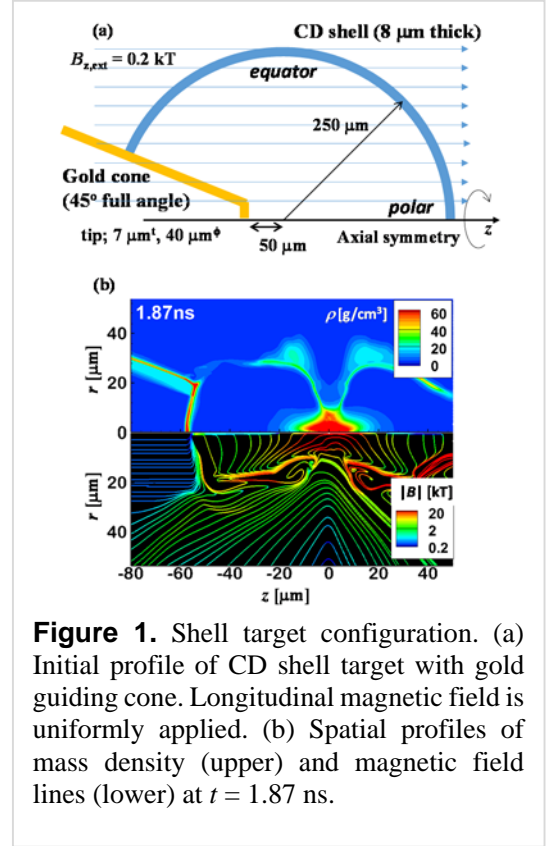 (a)
CD shell (8 μm thick)
B_z,ext = 0.2 kT
equator
250 μm
Gold cone
(45° full angle)
polar
z
tip; 7 μm^t, 40 μm^ϕ
50 μm
Axial symmetry
(b)
1.87ns
ρ[g/cm³]
60
40
20
0
r [μm]
40
20
0
r [μm]
20
40
|B| [kT]
20
2
0.2
-80 -60 -40 -20 0 20 40
z [μm]
Figure 1. Shell target configuration. (a)
Initial profile of CD shell target with gold
guiding cone. Longitudinal magnetic field is
uniformly applied. (b) Spatial profiles of
mass density (upper) and magnetic field
lines (lower) at t = 1.87 ns.